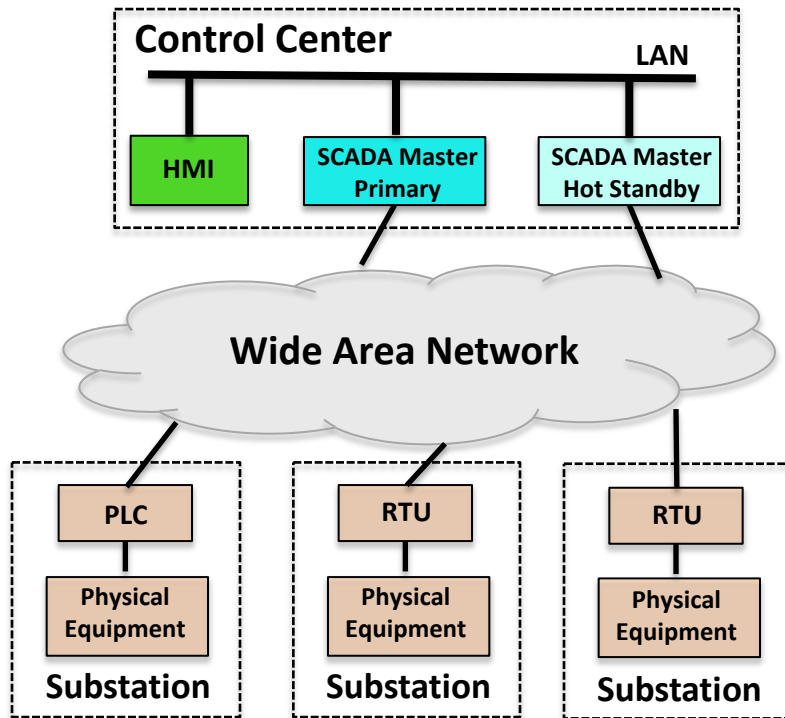 Control Center
LAN
HMI
SCADA Master
Primary
SCADA Master
Hot Standby
Wide Area Network
PLC
Physical
Equipment
Substation
RTU
Physical
Equipment
Substation
RTU
Physical
Equipment
Substation